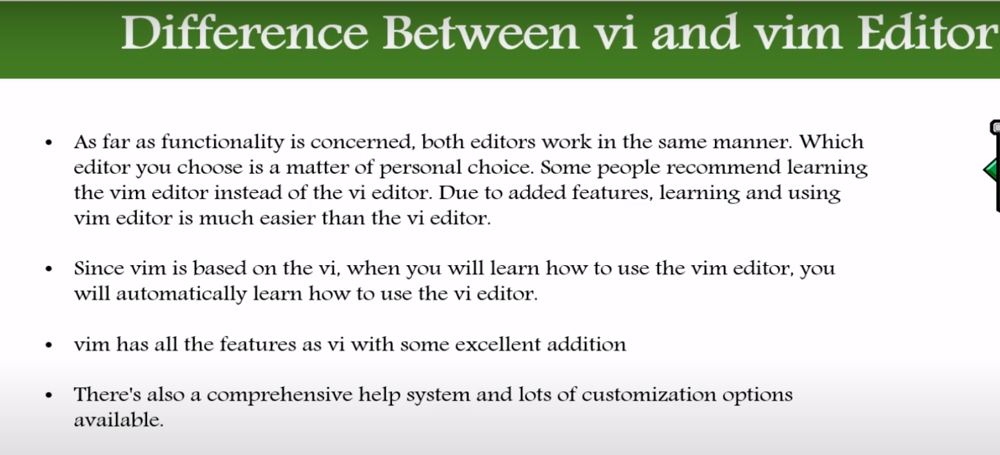 Difference Between vi and vim Editor
• As far as functionality is concerned, both editors work in the same manner. Which
editor you choose is a matter of personal choice. Some people recommend learning
the vim editor instead of the vi editor. Due to added features, learning and using
vim editor is much easier than the vi editor.
• Since vim is based on the vi, when you will learn how to use the vim editor, you
will automatically learn how to use the vi editor.
• vim has all the features as vi with some excellent addition
• There's also a comprehensive help system and lots of customization options
available.